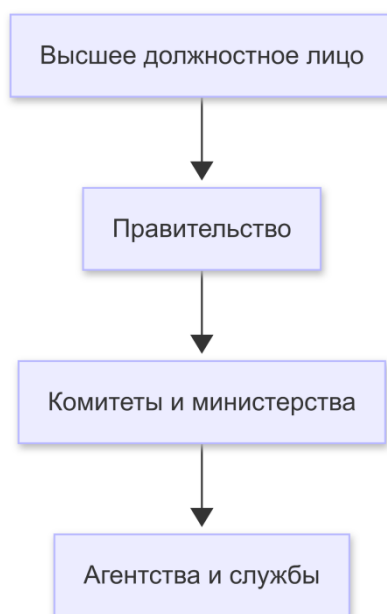 Высшее должностное лицо
Правительство
Комитеты и министерства
Агентства и службы